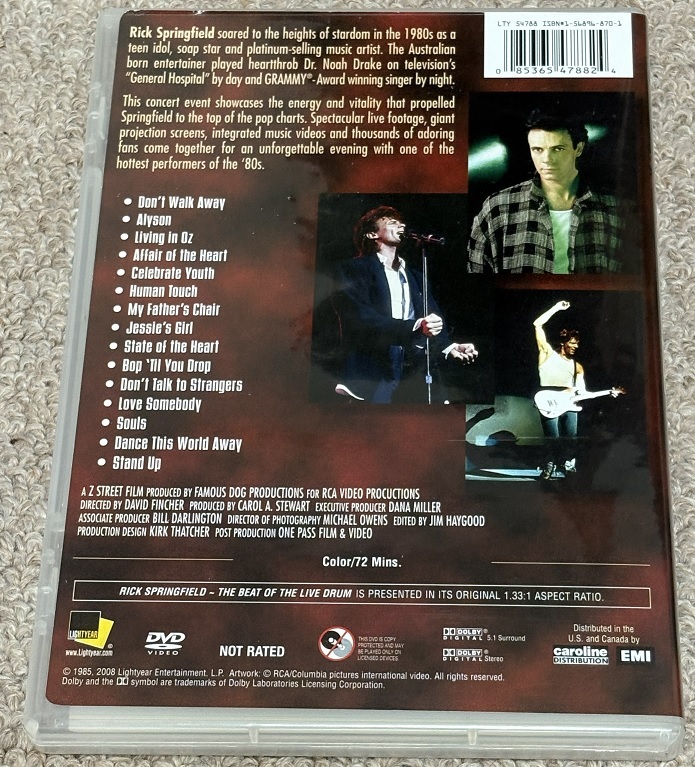 LTY 54788 ISBN#1-56896-870-1
0 85365 47882 4
Rick Springfield soared to the heights of stardom in the 1980s as a
teen idol, soap star and platinum-selling music artist. The Australian
born entertainer played heartthrob Dr. Noah Drake on television's
"General Hospital" by day and GRAMMY®-Award winning singer by night.
This concert event showcases the energy and vitality that propelled
Springfield to the top of the pop charts. Spectacular live footage, giant
projection screens, integrated music videos and thousands of adoring
fans come together for an unforgettable evening with one of the
hottest performers of the '80s.
• Don't Walk Away
• Alyson
• Living in Oz
• Affair of the Heart
• Celebrate Youth
• Human Touch
• My Father's Chair
• Jessie's Girl
• State of the Heart
• Bop 'Til You Drop
• Don't Talk to Strangers
• Love Somebody
• Souls
• Dance This World Away
• Stand Up
A Z STREET FILM PRODUCED BY FAMOUS DOG PRODUCTIONS FOR RCA VIDEO PROCUCTIONS
DIRECTED BY DAVID FINCHER PRODUCED BY CAROL A. STEWART EXECUTIVE PRODUCER DANA MILLER
ASSOCIATE PRODUCER BILL DARLINGTON DIRECTOR OF PHOTOGRAPHY MICHAEL OWENS EDITED BY JIM HAYGOOD
PRODUCTION DESIGN KIRK THATCHER POST PRODUCTION ONE PASS FILM & VIDEO
Color/72 Mins.
RICK SPRINGFIELD ~ THE BEAT OF THE LIVE DRUM IS PRESENTED IN ITS ORIGINAL 1.33:1 ASPECT RATIO.
LIGHTYEAR
www.Lightyear.com
DVD
VIDEO
NOT RATED
THIS DVD IS COPY
PROTECTED AND MAY
BE PLAYED ONLY ON
LICENSED DEVICES
DOLBY
DIGITAL 5.1 Surround
DOLBY
DIGITAL Stereo
Distributed in the
U.S. and Canada by
caroline
DISTRIBUTION
EMI
© 1985, 2008 Lightyear Entertainment, L.P. Artwork: © RCA/Columbia pictures international video. All rights reserved.
Dolby and the DD symbol are trademarks of Dolby Laboratories Licensing Corporation.